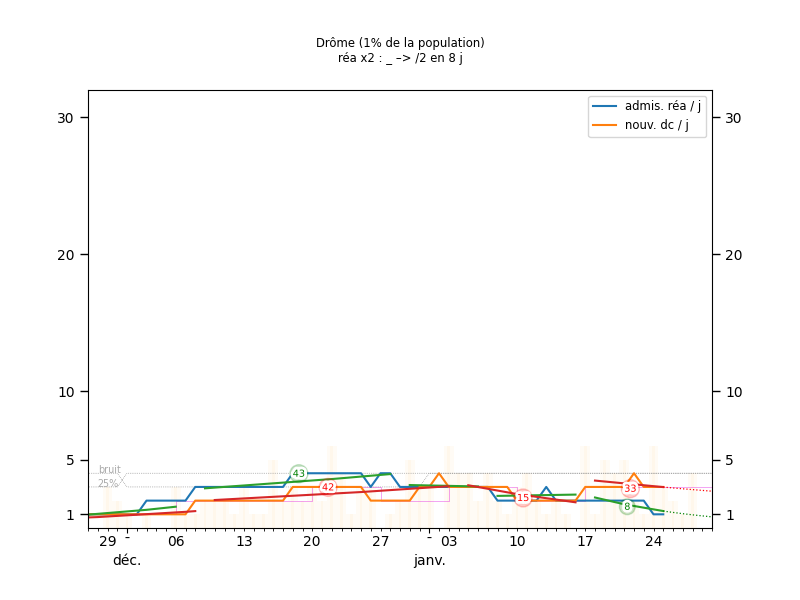 Drôme (1% de la population)
réa x2 : _ –> /2 en 8 j
admis. réa / j
nouv. dc / j
30 30
20 20
10 10
5 5
1 1
bruit
25%
43
42
15
33
8
29 - 06 13 20 27 - 03 10 17 24
déc. janv.